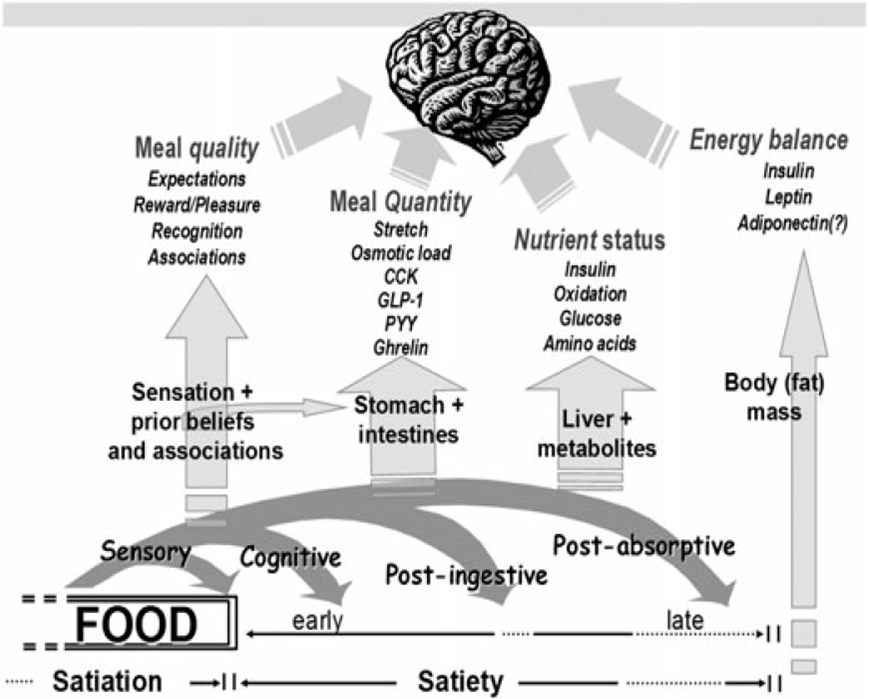 Meal quality
Expectations
Reward/Pleasure
Recognition
Associations
Meal Quantity
Stretch
Osmotic load
CCK
GLP-1
PYY
Ghrelin
Nutrient status
Insulin
Oxidation
Glucose
Amino acids
Energy balance
Insulin
Leptin
Adiponectin(?)
Sensation +
prior beliefs
and associations
Stomach +
intestines
Liver +
metabolites
Body (fat)
mass
Sensory
Cognitive
Post-ingestive
Post-absorptive
FOOD
early
late
Satiation
Satiety